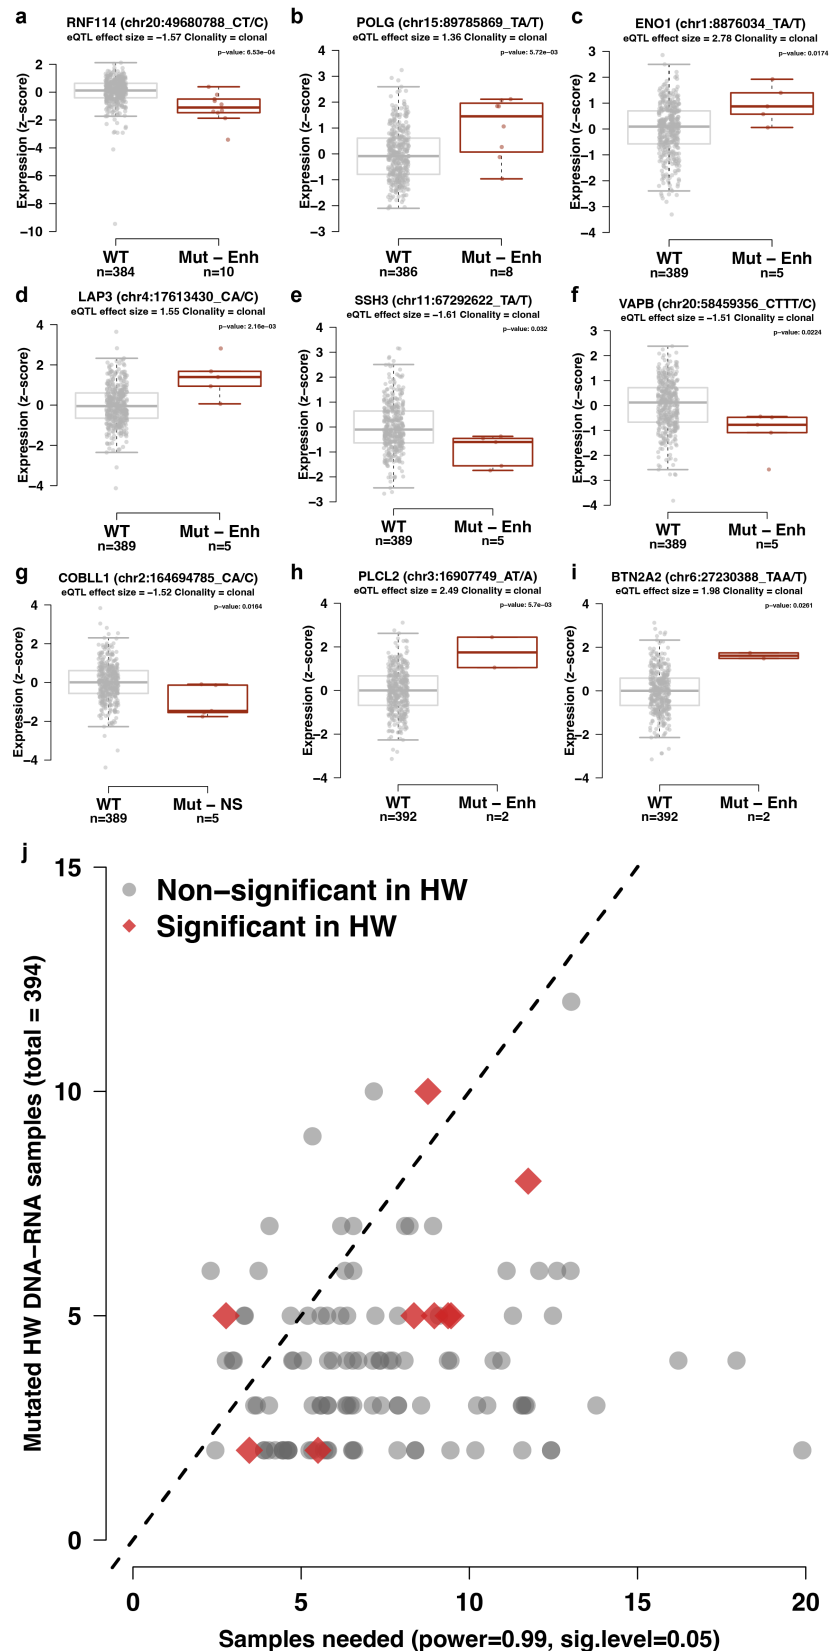 a
RNF114 (chr20:49680788_CT/C)
eQTL effect size = −1.57 Clonality = clonal
p−value: 6.53e−04
Expression (z−score)
2
0
−2
−4
−6
−8
−10
WT
n=384
Mut − Enh
n=10
b
POLG (chr15:89785869_TA/T)
eQTL effect size = 1.36 Clonality = clonal
p−value: 5.72e−03
Expression (z−score)
4
3
2
1
0
−1
−2
−3
WT
n=386
Mut − Enh
n=8
c
ENO1 (chr1:8876034_TA/T)
eQTL effect size = 2.78 Clonality = clonal
p−value: 0.0174
Expression (z−score)
3
2
1
0
−1
−2
−3
−4
WT
n=389
Mut − Enh
n=5
d
LAP3 (chr4:17613430_CA/C)
eQTL effect size = 1.55 Clonality = clonal
p−value: 2.16e−03
Expression (z−score)
4
2
0
−2
−4
WT
n=389
Mut − Enh
n=5
e
SSH3 (chr11:67292622_TA/T)
eQTL effect size = −1.61 Clonality = clonal
p−value: 0.032
Expression (z−score)
4
3
2
1
0
−1
−2
−3
WT
n=389
Mut − Enh
n=5
f
VAPB (chr20:58459356_CTTT/C)
eQTL effect size = −1.51 Clonality = clonal
p−value: 0.0224
Expression (z−score)
3
2
1
0
−1
−2
−3
−4
WT
n=389
Mut − Enh
n=5
g
COBLL1 (chr2:164694785_CA/C)
eQTL effect size = −1.52 Clonality = clonal
p−value: 0.0164
Expression (z−score)
4
2
0
−2
−4
WT
n=389
Mut − NS
n=5
h
PLCL2 (chr3:16907749_AT/A)
eQTL effect size = 2.49 Clonality = clonal
p−value: 5.7e−03
Expression (z−score)
4
2
0
−2
−4
WT
n=392
Mut − Enh
n=2
i
BTN2A2 (chr6:27230388_TAA/T)
eQTL effect size = 1.98 Clonality = clonal
p−value: 0.0261
Expression (z−score)
4
2
0
−2
−4
WT
n=392
Mut − Enh
n=2
j
Non−significant in HW
Significant in HW
Mutated HW DNA−RNA samples (total = 394)
15
10
5
0
0
5
10
15
20
Samples needed (power=0.99, sig.level=0.05)